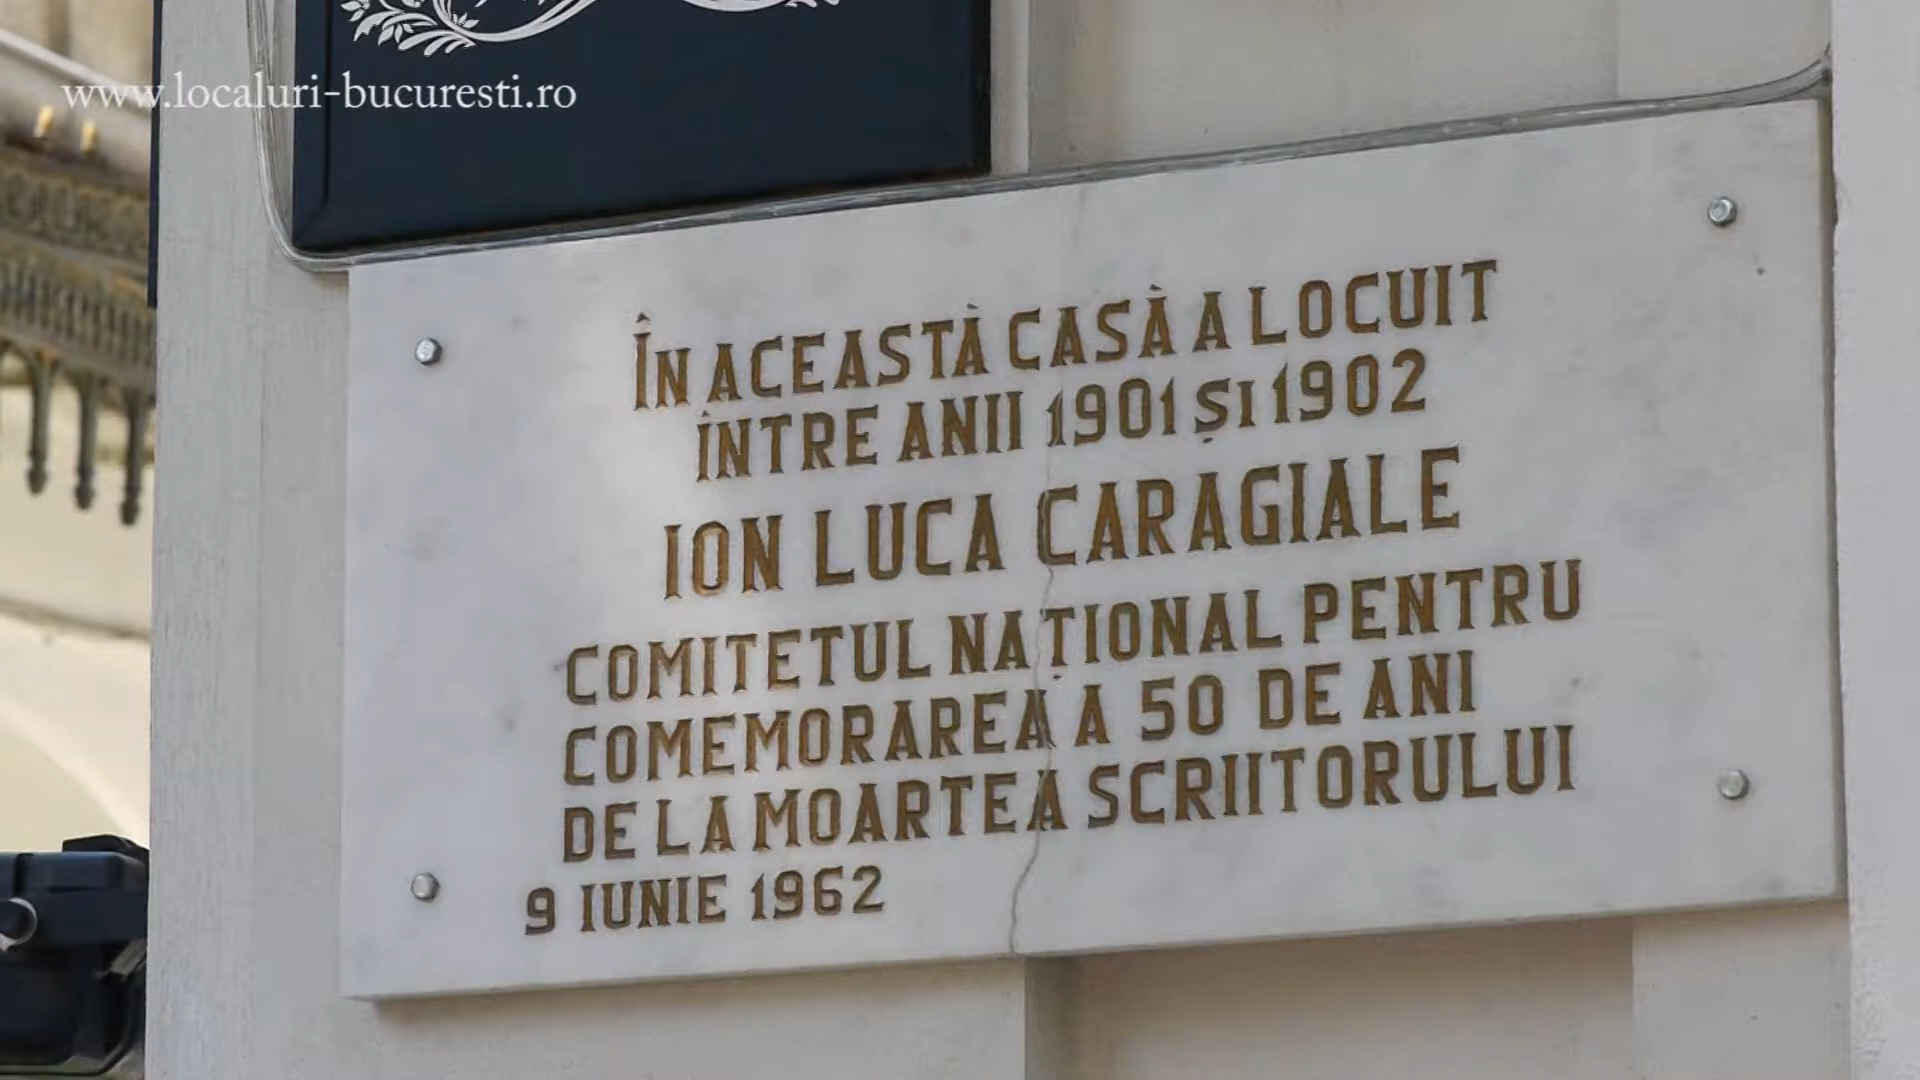 www.localuri-bucuresti.ro
ÎN ACEASTĂ CASĂ A LOCUIT
ÎNTRE ANII 1901 ȘI 1902
ION LUCA CARAGIALE
COMITETUL NAȚIONAL PENTRU
COMEMORAREA A 50 DE ANI
DE LA MOARTEA SCRIITORULUI
9 IUNIE 1962